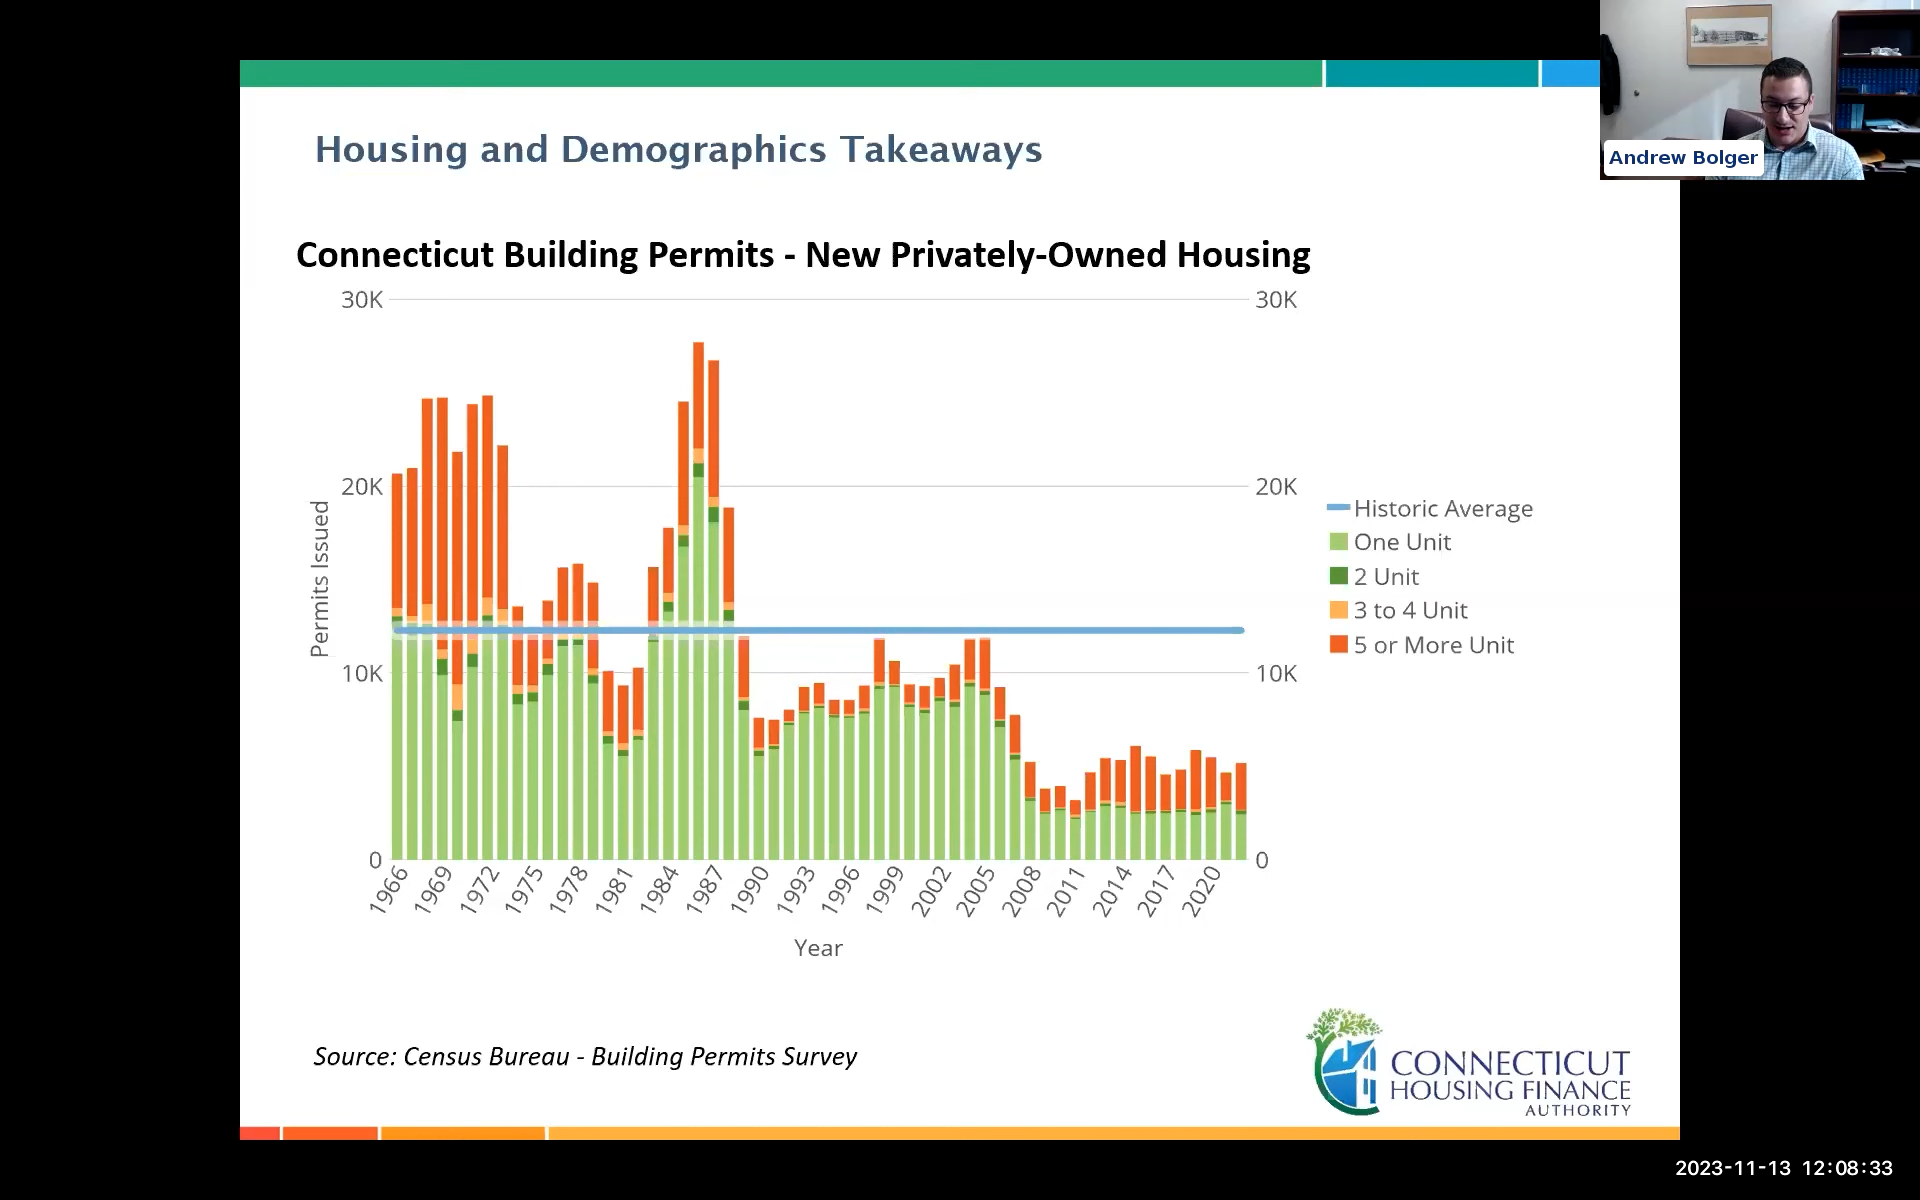 Andrew Bolger
Housing and Demographics Takeaways
Connecticut Building Permits - New Privately-Owned Housing
30K
30K
20K
20K
10K
10K
0
0
Permits Issued
1966
1969
1972
1975
1978
1981
1984
1987
1990
1993
1996
1999
2002
2005
2008
2011
2014
2017
2020
Year
Historic Average
One Unit
2 Unit
3 to 4 Unit
5 or More Unit
Source: Census Bureau - Building Permits Survey
CONNECTICUT
HOUSING FINANCE
AUTHORITY
2023-11-13 12:08:33